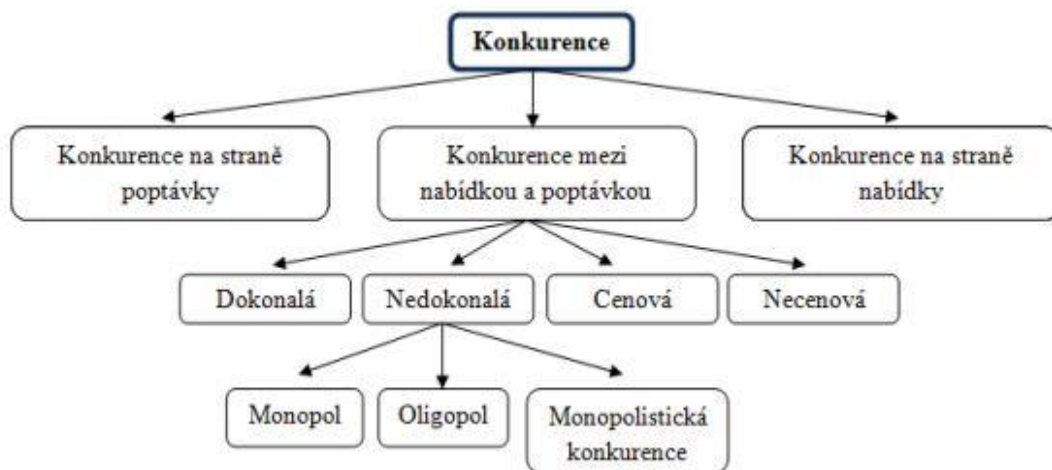 Konkurence
Konkurence na straně
poptávky
Konkurence mezi
nabídkou a poptávkou
Konkurence na straně
nabídky
Dokonalá
Nedokonalá
Cenová
Necenová
Monopol
Oligopol
Monopolistická
konkurence